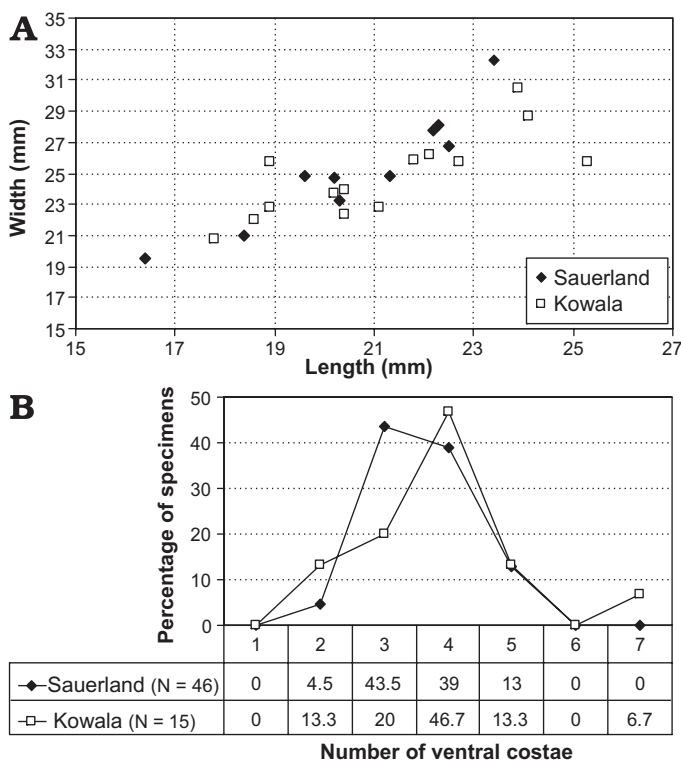 A
35
33
31
29
27
25
23
21
19
17
15
Width (mm)
Sauerland
Kowala
15 17 19 21 23 25 27
Length (mm)
B
50
40
30
20
10
0
Percentage of specimens
1 2 3 4 5 6 7
Sauerland (N = 46) 0 4.5 43.5 39 13 0 0
Kowala (N = 15) 0 13.3 20 46.7 13.3 0 6.7
Number of ventral costae